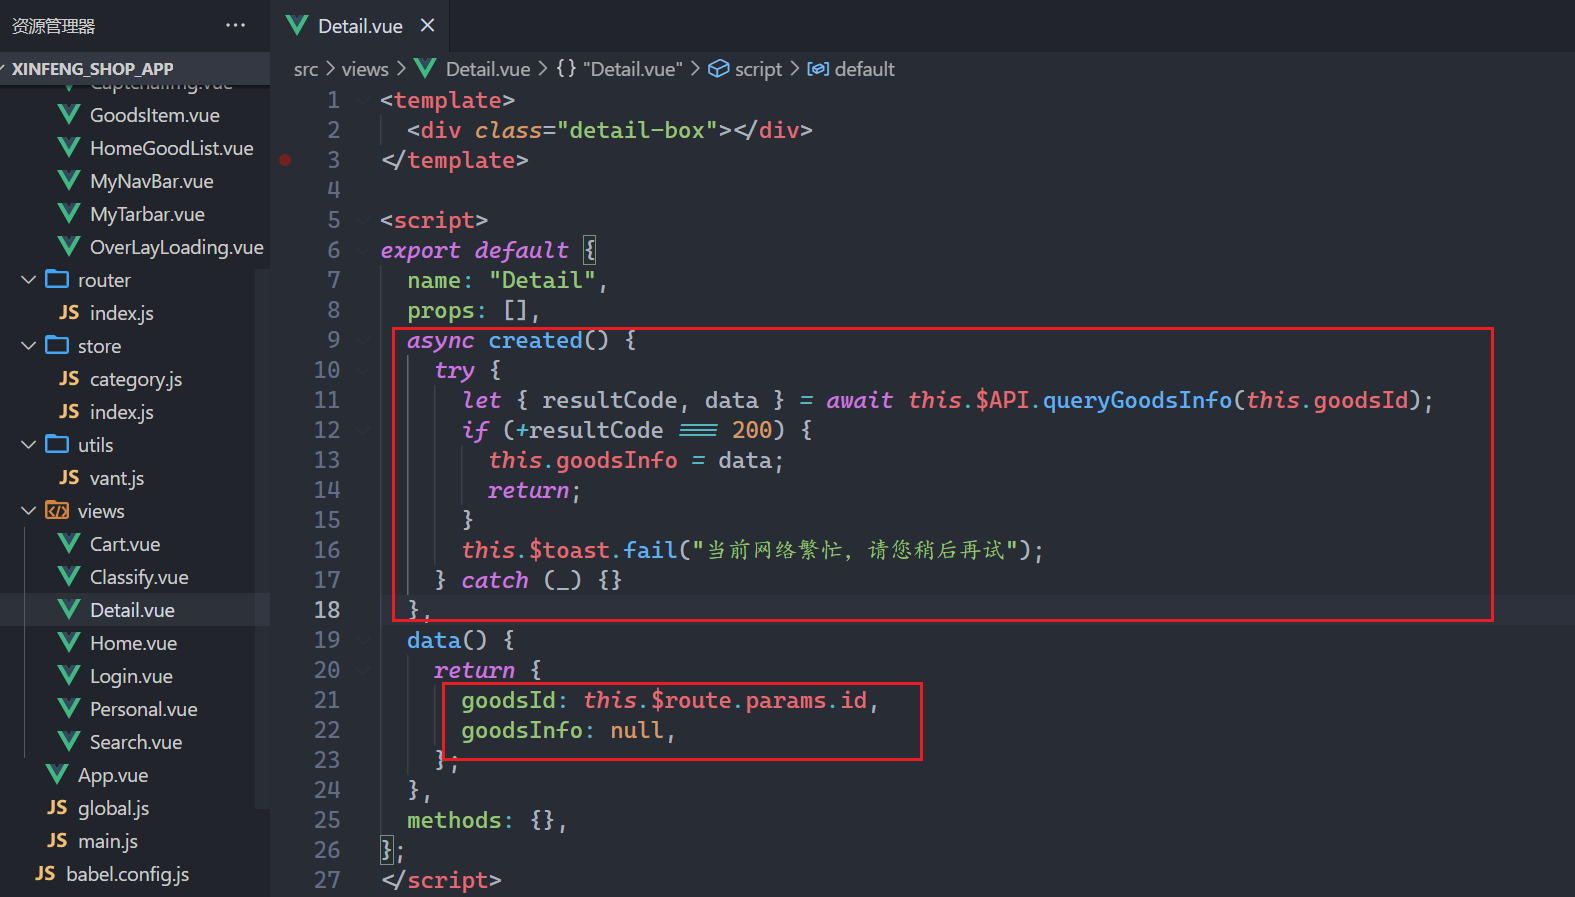 资源管理器
···
XINFENG_SHOP_APP
CaptchaImg.vue
GoodsItem.vue
HomeGoodList.vue
MyNavBar.vue
MyTarbar.vue
OverLayLoading.vue
router
JS index.js
store
JS category.js
JS index.js
utils
JS vant.js
views
Cart.vue
Classify.vue
Detail.vue
Home.vue
Login.vue
Personal.vue
Search.vue
App.vue
JS global.js
JS main.js
JS babel.config.js
Detail.vue ×
src > views > Detail.vue > {} "Detail.vue" > script > default
1 <template>
2 <div class="detail-box"></div>
3 </template>
4
5 <script>
6 export default {
7 name: "Detail",
8 props: [],
9 async created() {
10 try {
11 let { resultCode, data } = await this.$API.queryGoodsInfo(this.goodsId);
12 if (+resultCode === 200) {
13 this.goodsInfo = data;
14 return;
15 }
16 this.$toast.fail("当前网络繁忙，请您稍后再试");
17 } catch (_) {}
18 },
19 data() {
20 return {
21 goodsId: this.$route.params.id,
22 goodsInfo: null,
23 };
24 },
25 methods: {},
26 };
27 </script>